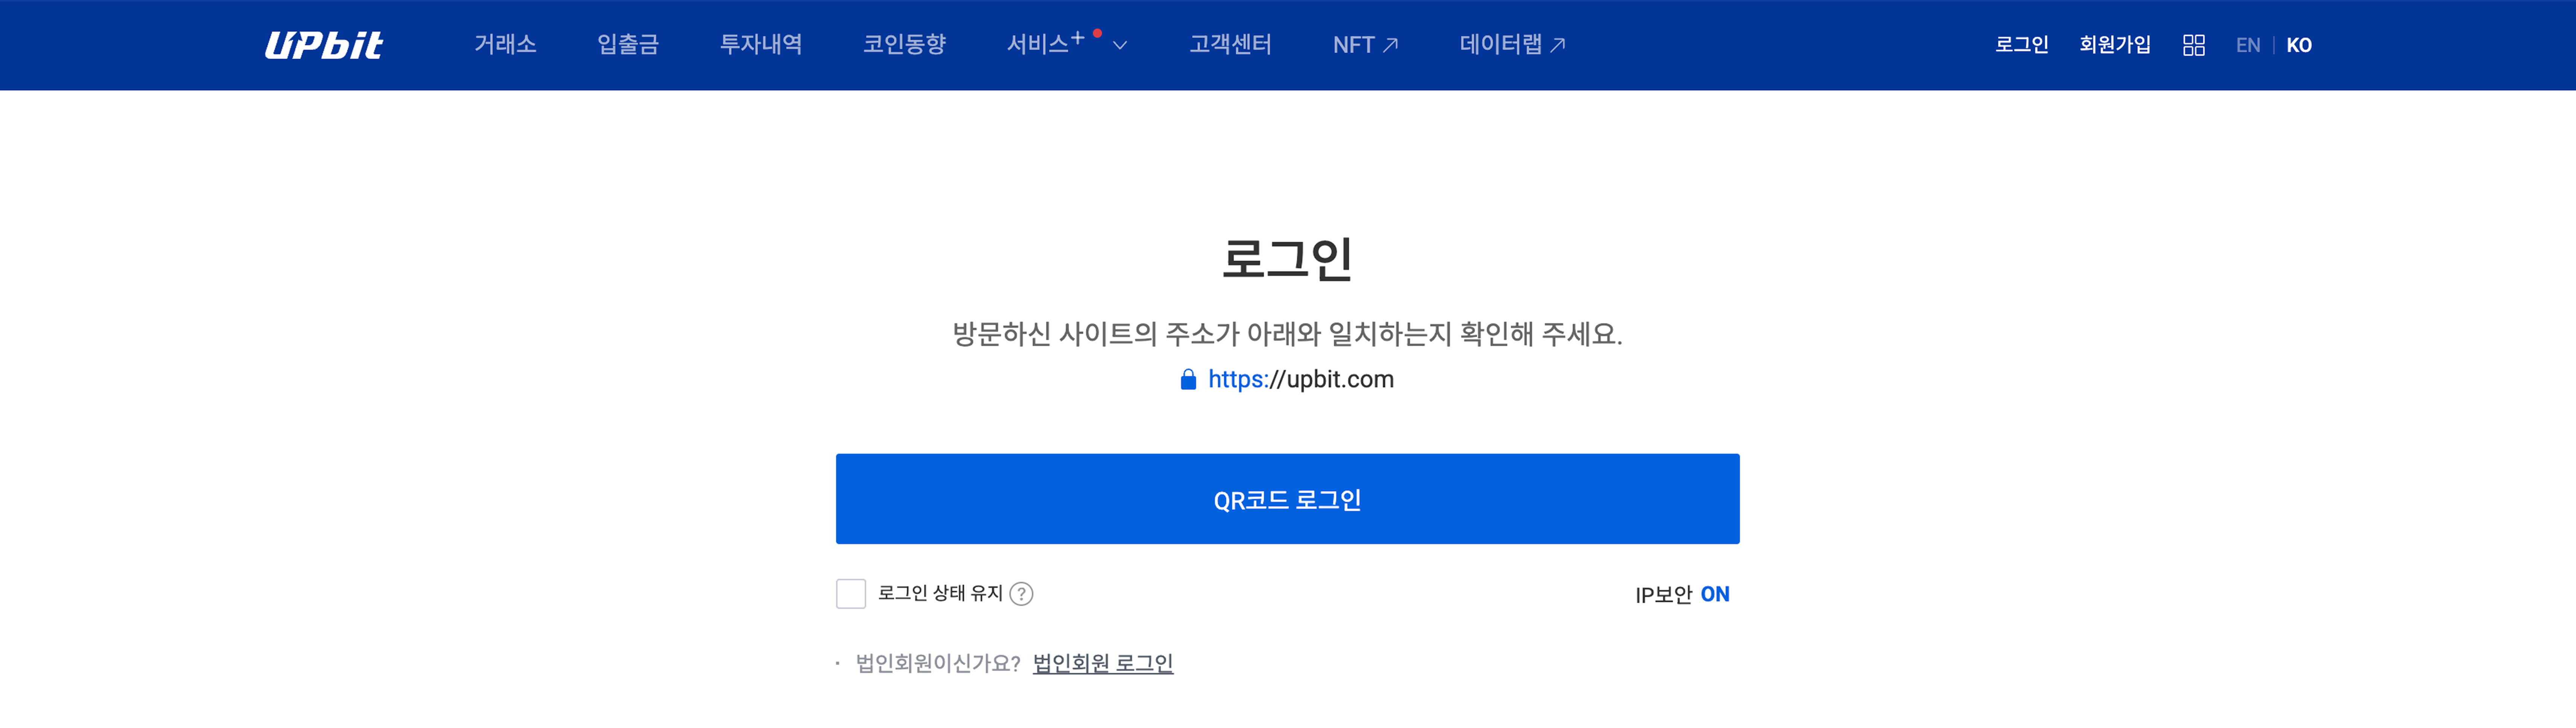 UPbit 거래소 입출금 투자내역 코인동향 서비스+ 고객센터 NFT 데이터랩 로그인 회원가입 EN KO
로그인
방문하신 사이트의 주소가 아래와 일치하는지 확인해 주세요.
https://upbit.com
QR코드 로그인
로그인 상태 유지 ? IP보안 ON
· 법인회원이신가요? 법인회원 로그인